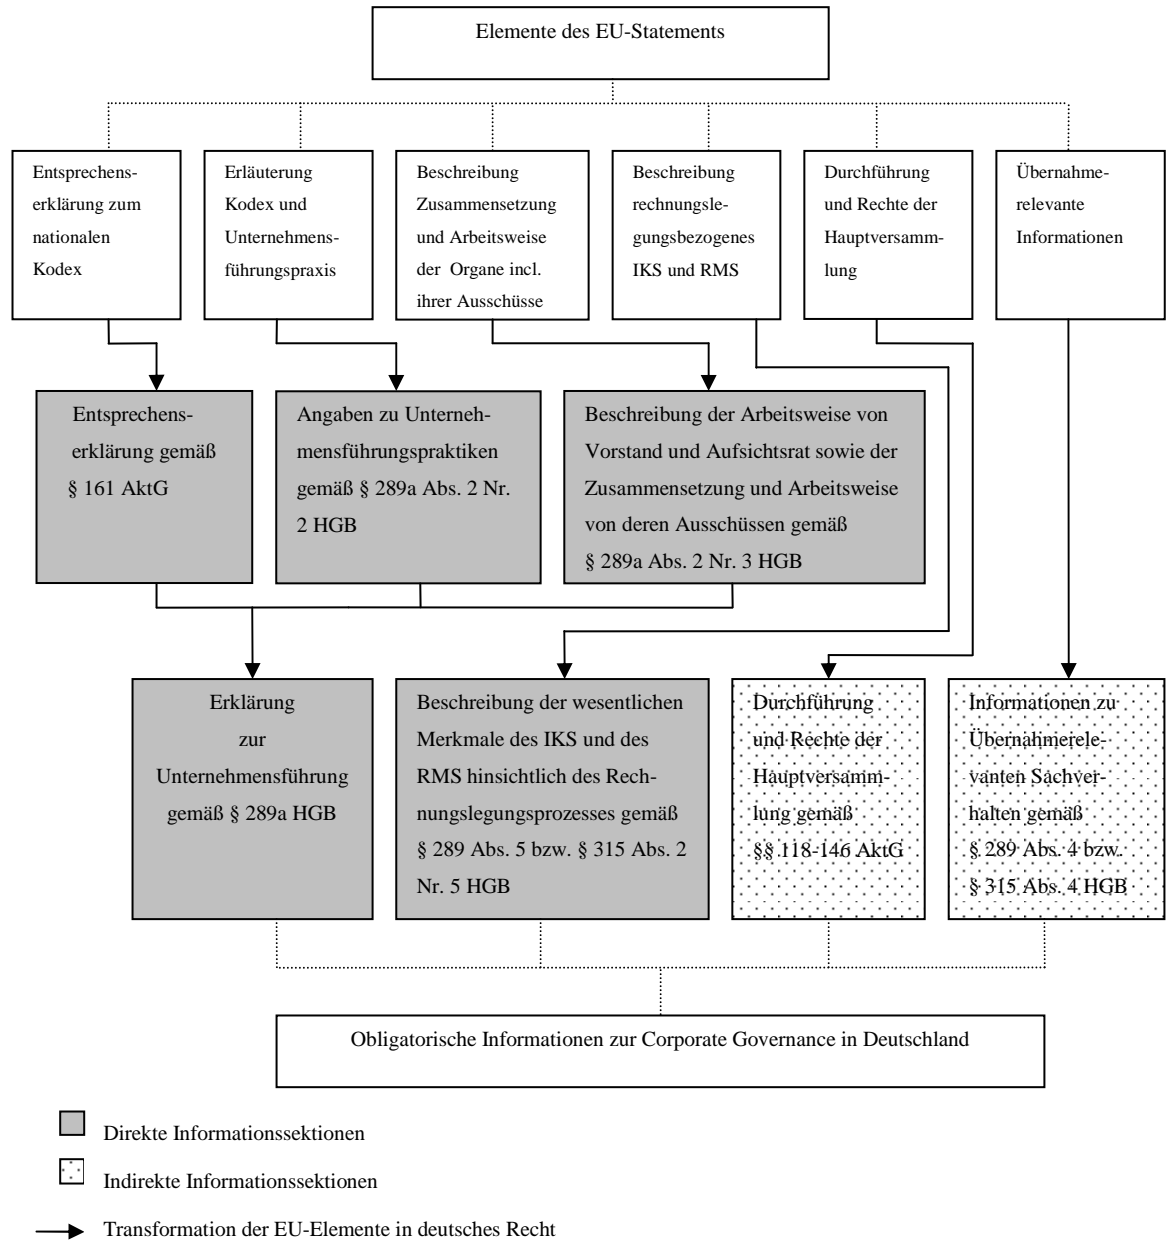 Elemente des EU-Statements
Entsprechens-
erklärung zum
nationalen
Kodex
Erläuterung
Kodex und
Unternehmens-
führungspraxis
Beschreibung
Zusammensetzung
und Arbeitsweise
der Organe incl.
ihrer Ausschüsse
Beschreibung
rechnungsle-
gungsbezogenes
IKS und RMS
Durchführung
und Rechte der
Hauptversamm-
lung
Übernahme-
relevante
Informationen
Entsprechens-
erklärung gemäß
§ 161 AktG
Angaben zu Unterneh-
mensführungspraktiken
gemäß § 289a Abs. 2 Nr.
2 HGB
Beschreibung der Arbeitsweise von
Vorstand und Aufsichtsrat sowie der
Zusammensetzung und Arbeitsweise
von deren Ausschüssen gemäß
§ 289a Abs. 2 Nr. 3 HGB
Erklärung
zur
Unternehmensführung
gemäß § 289a HGB
Beschreibung der wesentlichen
Merkmale des IKS und des
RMS hinsichtlich des Rech-
nungslegungsprozesses gemäß
§ 289 Abs. 5 bzw. § 315 Abs. 2
Nr. 5 HGB
Durchführung
und Rechte der
Hauptversamm-
lung gemäß
§§ 118-146 AktG
Informationen zu
Übernahmerele-
vanten Sachver-
halten gemäß
§ 289 Abs. 4 bzw.
§ 315 Abs. 4 HGB
Obligatorische Informationen zur Corporate Governance in Deutschland
Direkte Informationssektionen
Indirekte Informationssektionen
Transformation der EU-Elemente in deutsches Recht